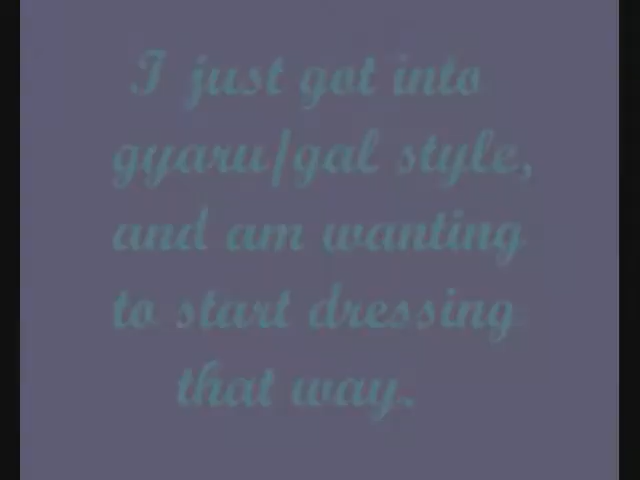 I just got into
gyaru/gal style,
and am wanting
to start dressing
that way.